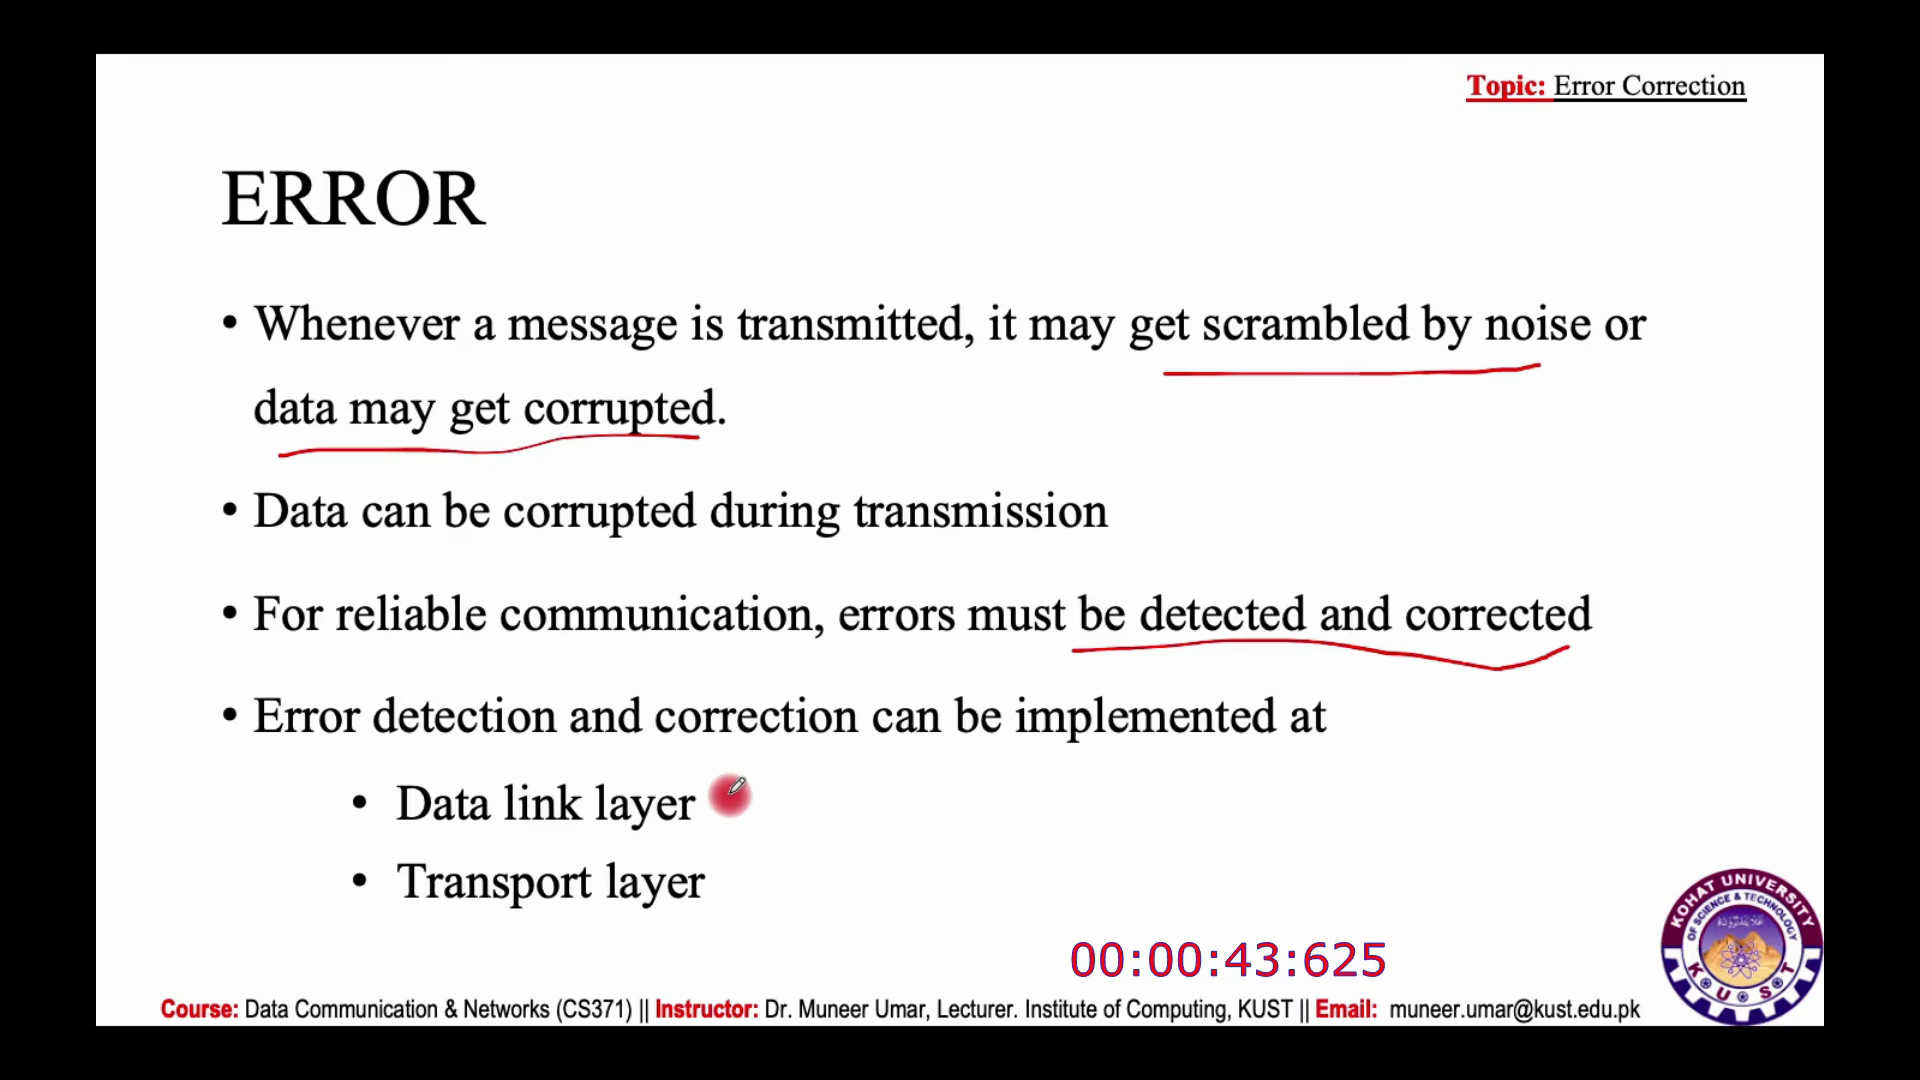 Topic: Error Correction
ERROR
• Whenever a message is transmitted, it may get scrambled by noise or
data may get corrupted.
• Data can be corrupted during transmission
• For reliable communication, errors must be detected and corrected
• Error detection and correction can be implemented at
• Data link layer
• Transport layer
KOHAT UNIVERSITY
OF SCIENCE & TECHNOLOGY
K U S T
00:00:43:625
Course: Data Communication & Networks (CS371) || Instructor: Dr. Muneer Umar, Lecturer. Institute of Computing, KUST || Email: muneer.umar@kust.edu.pk